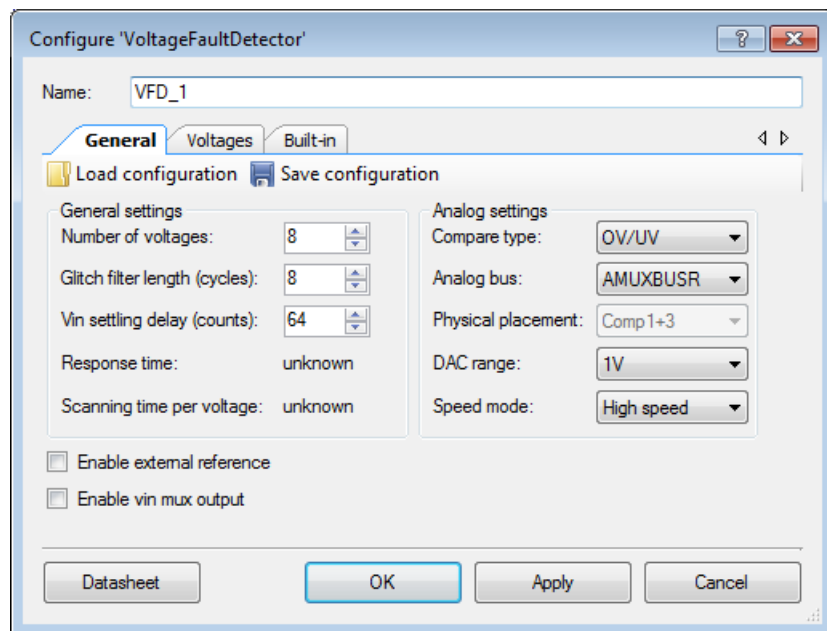 Configure 'VoltageFaultDetector'
?
Name: VFD_1
General Voltages Built-in
Load configuration Save configuration
General settings
Number of voltages: 8
Glitch filter length (cycles): 8
Vin settling delay (counts): 64
Response time: unknown
Scanning time per voltage: unknown
Analog settings
Compare type: OV/UV
Analog bus: AMUXBUSR
Physical placement: Comp1+3
DAC range: 1V
Speed mode: High speed
Enable external reference
Enable vin mux output
Datasheet OK Apply Cancel